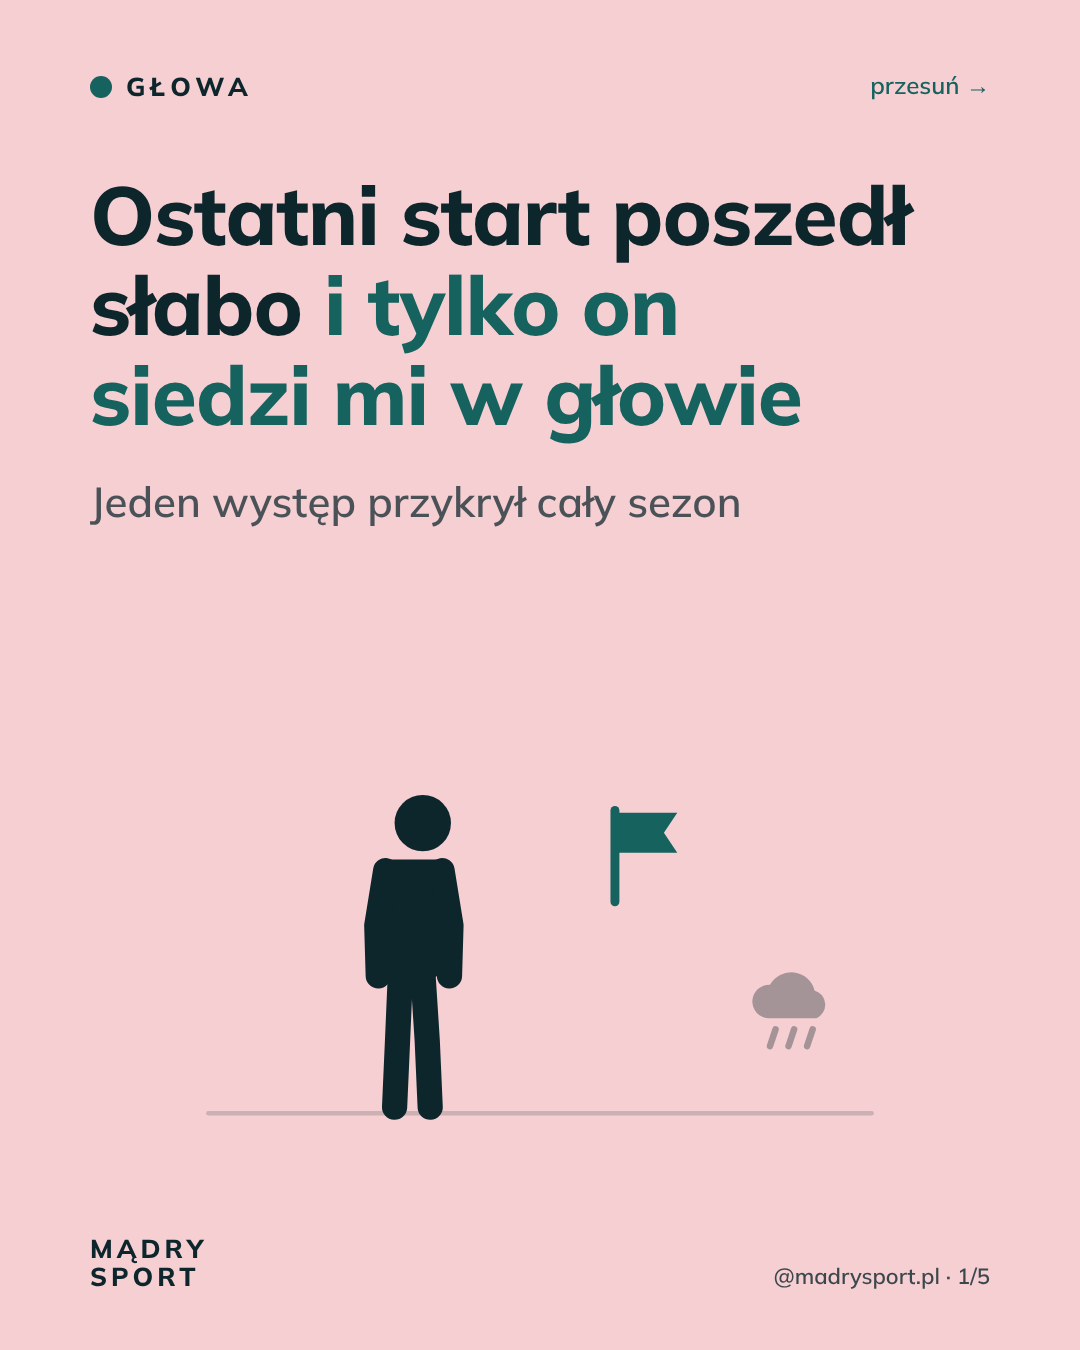 GŁOWA
przesuń →
Ostatni start poszedł
słabo i tylko on
siedzi mi w głowie
Jeden występ przykrył cały sezon
MĄDRY
SPORT
@madrysport.pl · 1/5